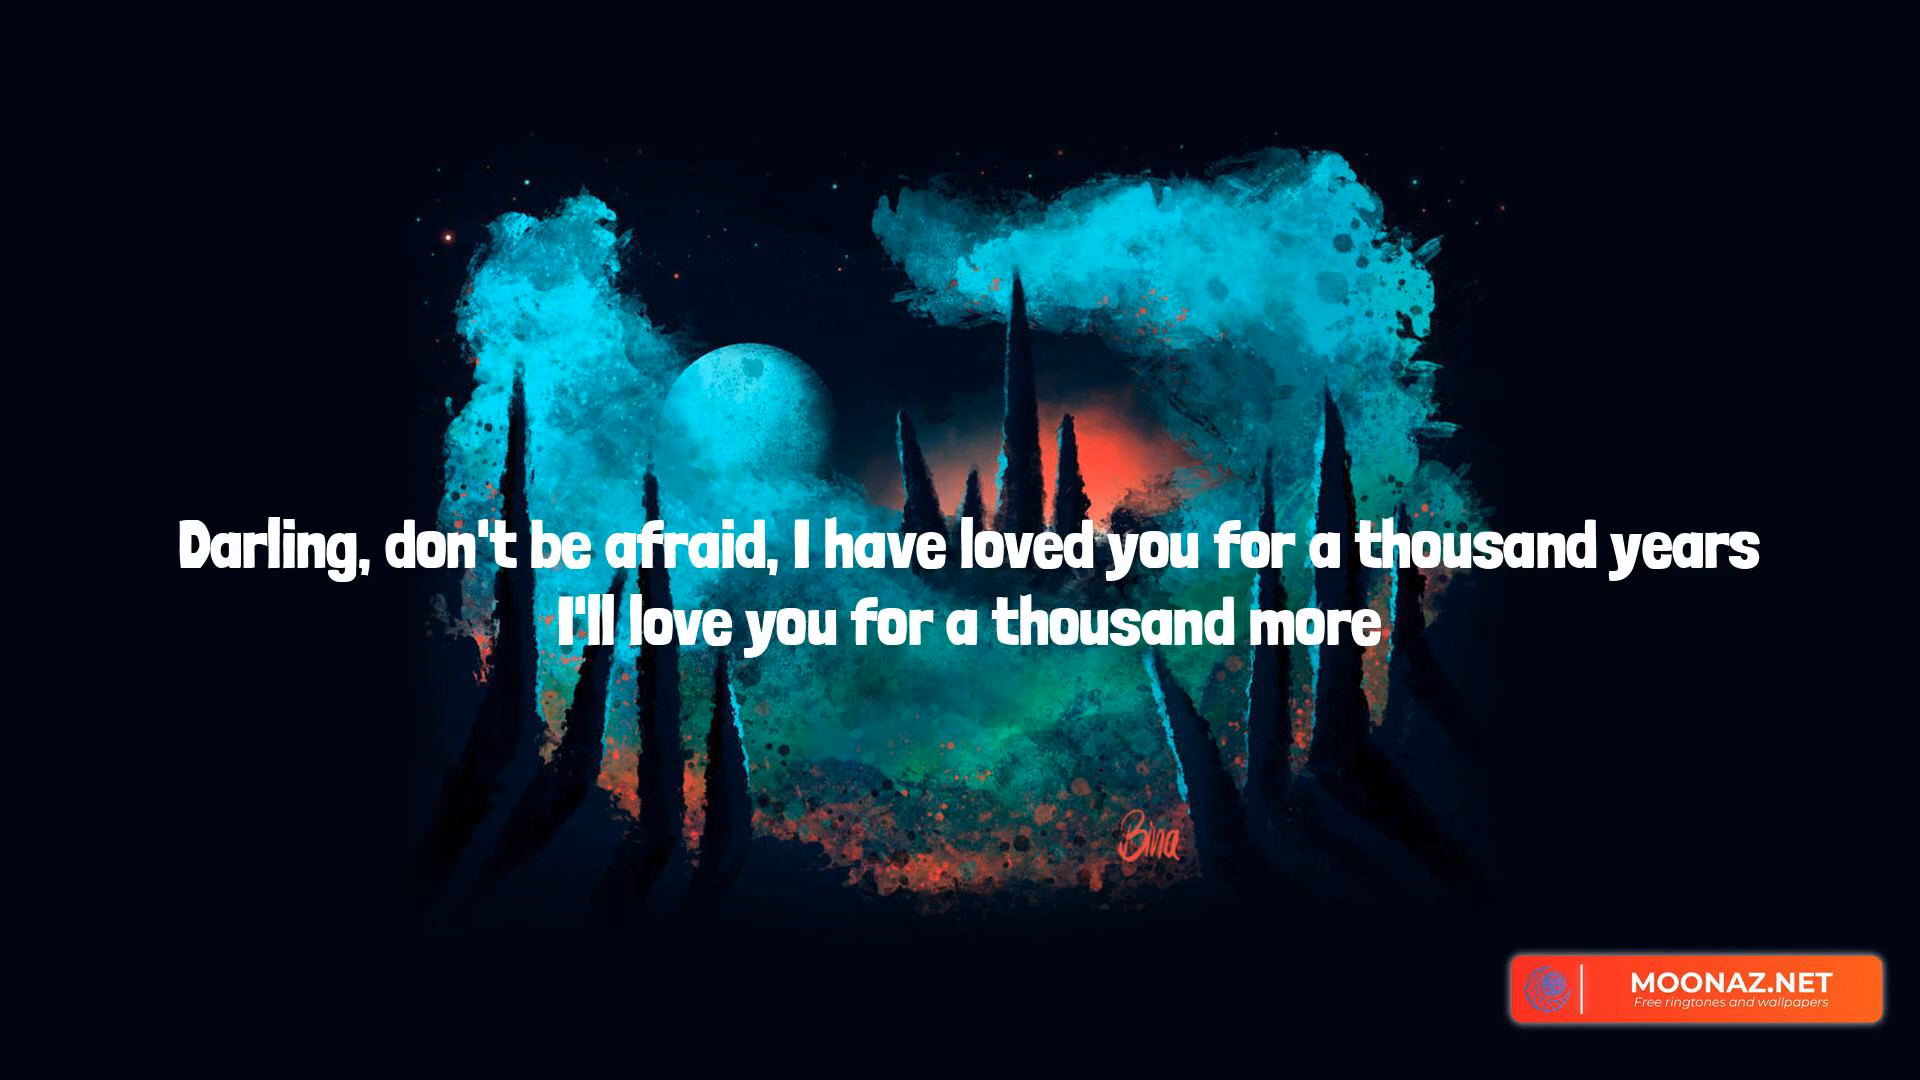 Darling, don't be afraid, I have loved you for a thousand years
I'll love you for a thousand more
Bina
MOONAZ.NET
Free ringtones and wallpapers